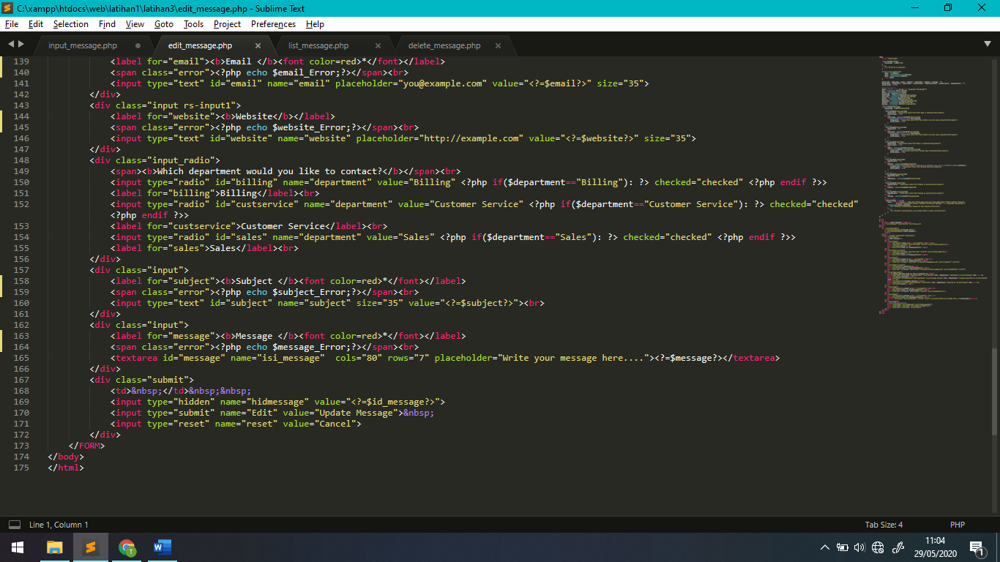 C:\xampp\htdocs\web\latihan1\latihan3\edit_message.php - Sublime Text
File Edit Selection Find View Goto Tools Project Preferences Help
input_message.php edit_message.php list_message.php delete_message.php
139 <label for="email"><b>Email </b><font color=red>*</font></label>
140 <span class="error"><?php echo $email_Error;?></span><br>
141 <input type="text" id="email" name="email" placeholder="you@example.com" value="<?=$email?>" size="35">
142 </div>
143 <div class="input rs-input1">
144 <label for="website"><b>Website</b></label>
145 <span class="error"><?php echo $website_Error;?></span><br>
146 <input type="text" id="website" name="website" placeholder="http://example.com" value="<?=$website?>" size="35">
147 </div>
148 <div class="input_radio">
149 <span><b>Which department would you like to contact?</b></span><br>
150 <input type="radio" id="billing" name="department" value="Billing" <?php if($department=="Billing"): ?> checked="checked" <?php endif ?>>
151 <label for="billing">Billing</label><br>
152 <input type="radio" id="custservice" name="department" value="Customer Service" <?php if($department=="Customer Service"): ?> checked="checked"
<?php endif ?>>
153 <label for="custservice">Customer Service</label><br>
154 <input type="radio" id="sales" name="department" value="Sales" <?php if($department=="Sales"): ?> checked="checked" <?php endif ?>>
155 <label for="sales">Sales</label><br>
156 </div>
157 <div class="input">
158 <label for="subject"><b>Subject </b><font color=red>*</font></label>
159 <span class="error"><?php echo $subject_Error;?></span><br>
160 <input type="text" id="subject" name="subject" size="35" value="<?=$subject?>"><br>
161 </div>
162 <div class="input">
163 <label for="message"><b>Message </b><font color=red>*</font></label>
164 <span class="error"><?php echo $message_Error;?></span><br>
165 <textarea id="message" name="isi_message"  cols="80" rows="7" placeholder="Write your message here...."><?=$message?></textarea>
166 </div>
167 <div class="submit">
168 <td>&nbsp;</td>&nbsp;&nbsp;
169 <input type="hidden" name="hidmessage" value="<?=$id_message?>">
170 <input type="submit" name="Edit" value="Update Message">&nbsp;
171 <input type="reset" name="reset" value="Cancel">
172 </div>
173 </FORM>
174 </body>
175 </html>
Line 1, Column 1 Tab Size: 4 PHP
11:04
29/05/2020
1